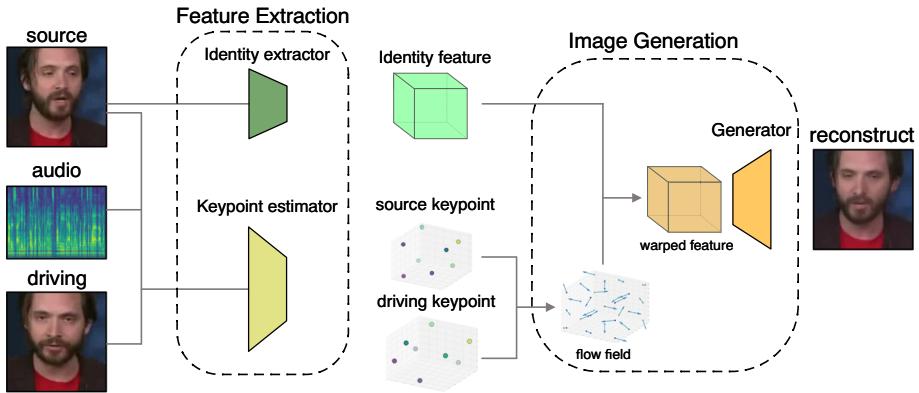 Feature Extraction
source
Identity extractor
Identity feature
Image Generation
Generator
reconstruct
audio
Keypoint estimator
source keypoint
warped feature
driving
driving keypoint
flow field